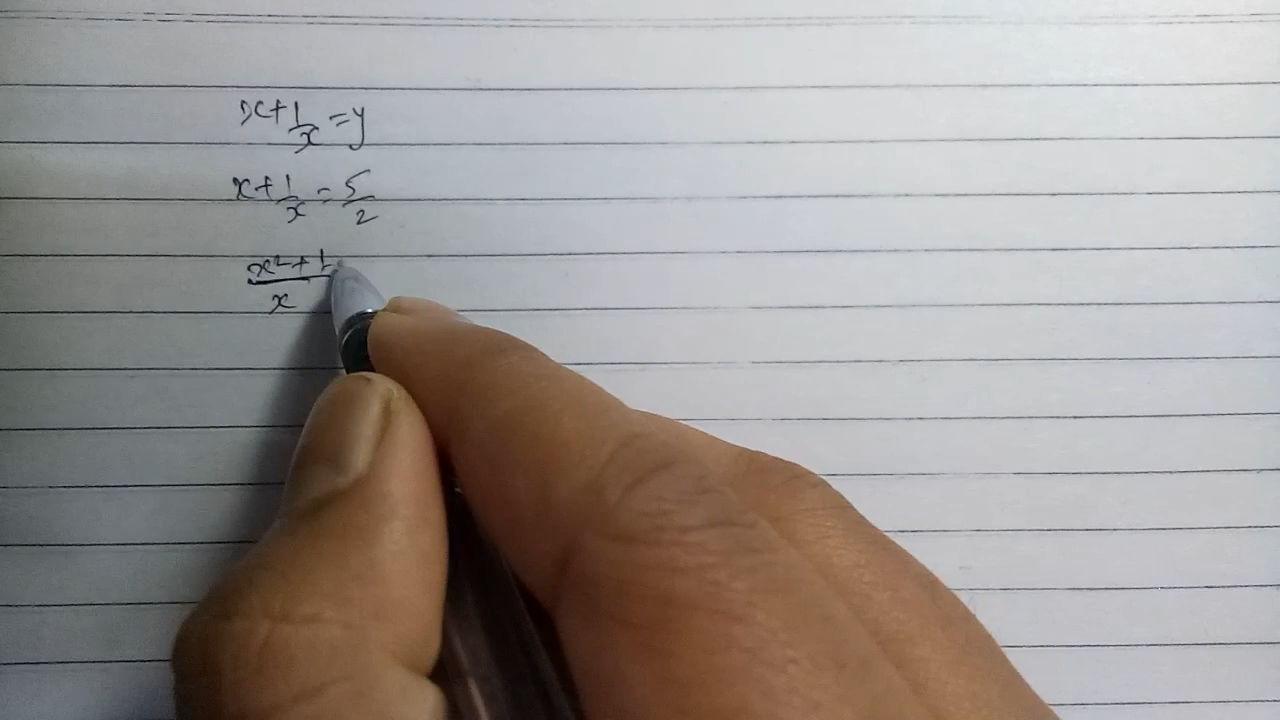 x + 1/x = y
x + 1/x = 5/2
x² + 1/x